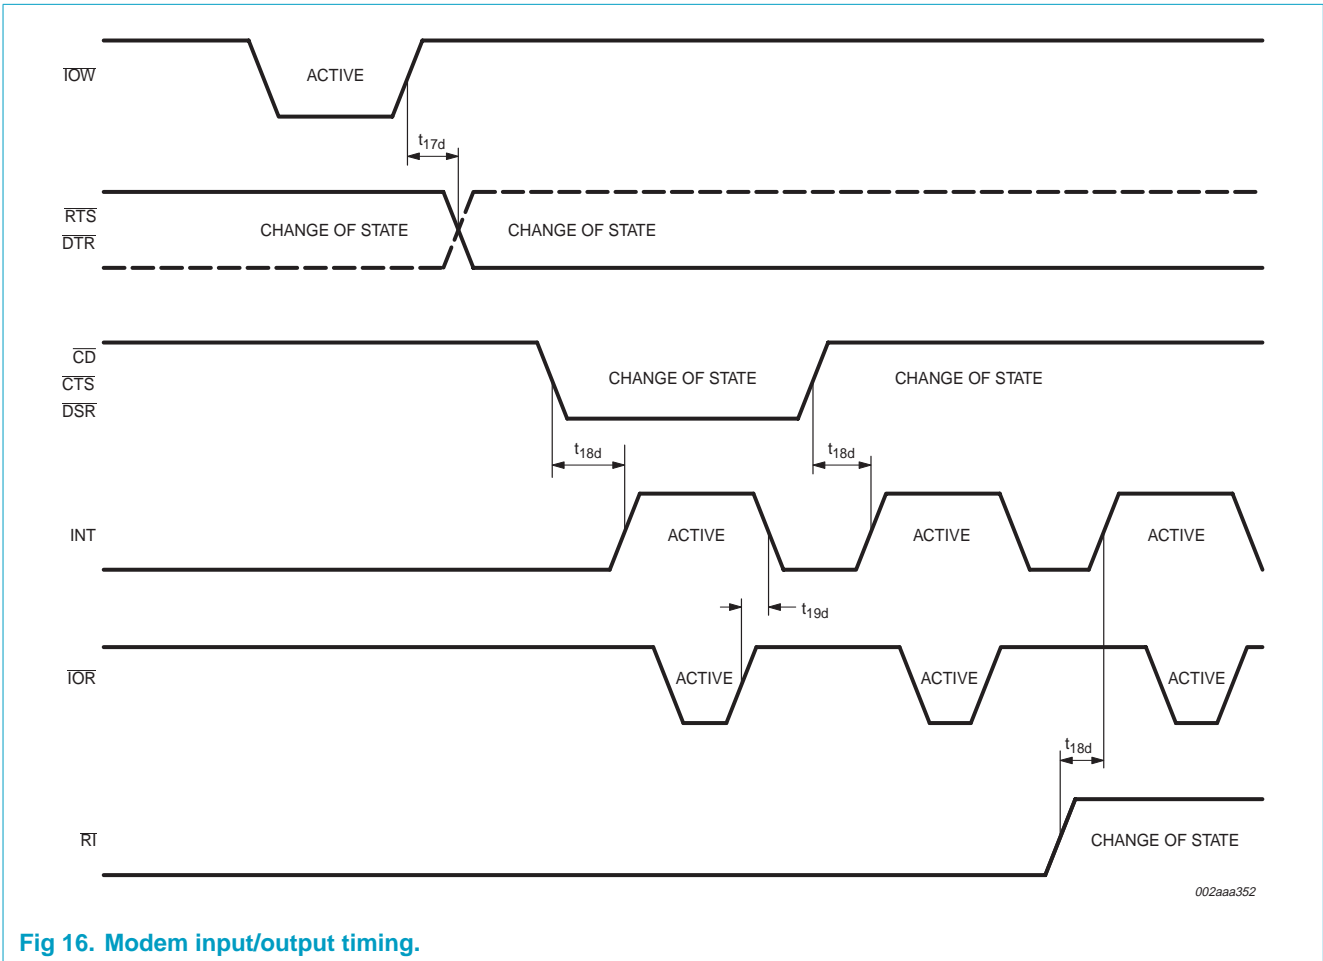 IOW
ACTIVE
t17d
RTS
DTR
CHANGE OF STATE
CHANGE OF STATE
CD
CTS
DSR
CHANGE OF STATE
CHANGE OF STATE
t18d
t18d
INT
ACTIVE
ACTIVE
ACTIVE
t19d
IOR
ACTIVE
ACTIVE
ACTIVE
t18d
RI
CHANGE OF STATE
002aaa352
Fig 16. Modem input/output timing.